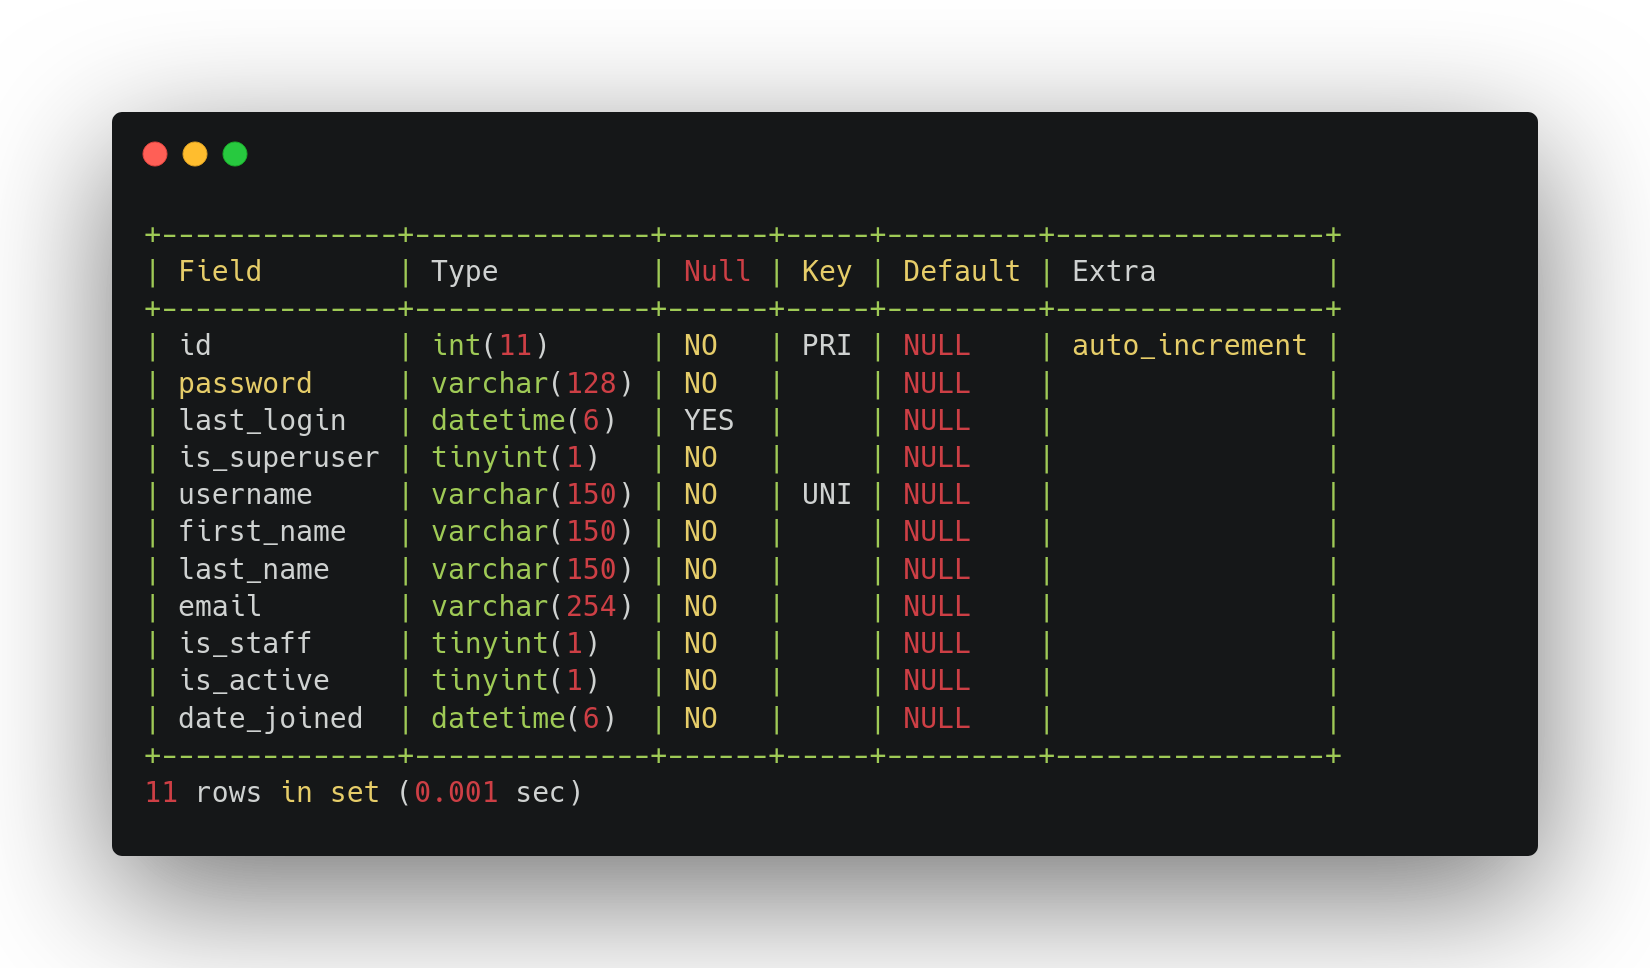 +--------------+--------------+------+-----+---------+----------------+
| Field        | Type         | Null | Key | Default | Extra          |
+--------------+--------------+------+-----+---------+----------------+
| id           | int(11)      | NO   | PRI | NULL    | auto_increment |
| password     | varchar(128) | NO   |     | NULL    |                |
| last_login   | datetime(6)  | YES  |     | NULL    |                |
| is_superuser | tinyint(1)   | NO   |     | NULL    |                |
| username     | varchar(150) | NO   | UNI | NULL    |                |
| first_name   | varchar(150) | NO   |     | NULL    |                |
| last_name    | varchar(150) | NO   |     | NULL    |                |
| email        | varchar(254) | NO   |     | NULL    |                |
| is_staff     | tinyint(1)   | NO   |     | NULL    |                |
| is_active    | tinyint(1)   | NO   |     | NULL    |                |
| date_joined  | datetime(6)  | NO   |     | NULL    |                |
+--------------+--------------+------+-----+---------+----------------+
11 rows in set (0.001 sec)